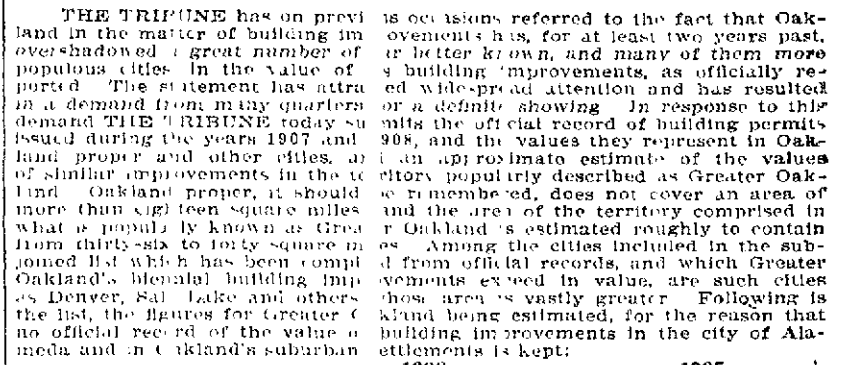 THE TRIBUNE has on previ us occasions referred to the fact that Oak-
land in the matter of building im ovements has, for at least two years past,
overshadowed a great number of er better known, and many of them more
populous cities in the value of s building improvements, as officially re-
ported The statement has attra ed wide-spread attention and has resulted
in a demand from many quarters or a definite showing In response to this
demand THE TRIBUNE today su mits the official record of building permits
issued during the years 1907 and 908, and the values they represent in Oak-
land proper and other cities, an approximate estimate of the values
of similar improvements in the te ritory popularly described as Greater Oak-
land Oakland proper, it should e remembered, does not cover an area of
more than eighteen square miles and the area of the territory comprised in
what is popularly known as Grea r Oakland is estimated roughly to contain
from thirty-six to forty square m es Among the cities included in the sub-
joined list which has been compi d from official records, and which Greater
Oakland's biennial building imp ovements exceed in value, are such cities
as Denver, Salt Lake and others whose area is vastly greater Following is
the list, the figures for Greater kland being estimated, for the reason that
no official record of the value o building improvements in the city of Ala-
meda and in Oakland's suburban ettlements is kept: